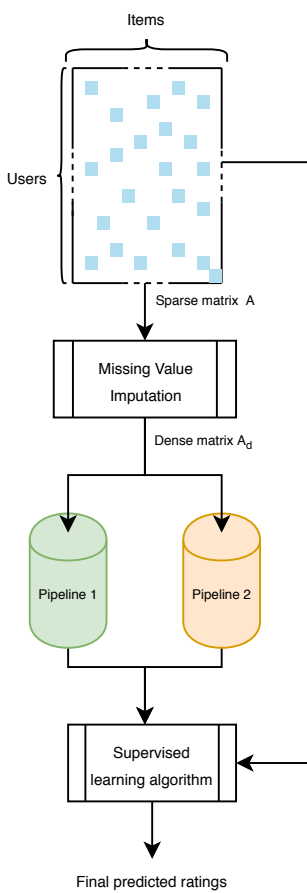 Items
Users
Sparse matrix A
Missing Value
Imputation
Dense matrix A_d
Pipeline 1
Pipeline 2
Supervised
learning algorithm
Final predicted ratings